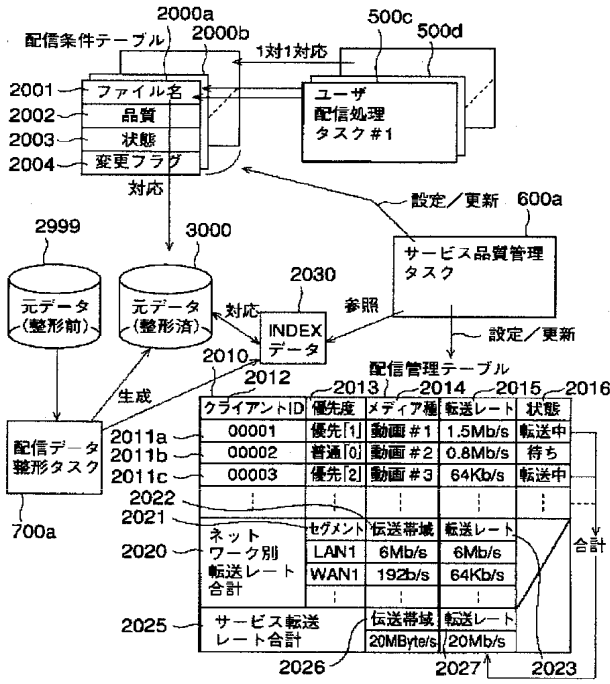 2000a
配信条件テーブル
2000b
500c
500d
1対1対応
2001
ファイル名
2002
品質
2003
状態
2004
変更フラグ
ユーザ
配信処理
タスク#1
対応
設定/更新
600a
サービス品質管理
タスク
2999
3000
元データ
(整形前)
元データ
(整形済)
対応
2030
INDEX
データ
参照
設定/更新
生成
配信データ
整形タスク
700a
配信管理テーブル
2010
2012
2013
2014
2015
2016
クライアントID 優先度 メディア種 転送レート 状態
2011a 00001 優先「1」 動画#1 1.5Mb/s 転送中
2011b 00002 普通「0」 動画#2 0.8Mb/s 待ち
2011c 00003 優先「2」 動画#3 64Kb/s 転送中
2022
2021
2020
ネット
ワーク別
転送レート
合計
セグメント 伝送帯域 転送レート
LAN1 6Mb/s 6Mb/s
WAN1 192b/s 64Kb/s
合計
2025
サービス転送
レート合計
伝送帯域 転送レート
20MByte/s 20Mb/s
2026
2027
2023